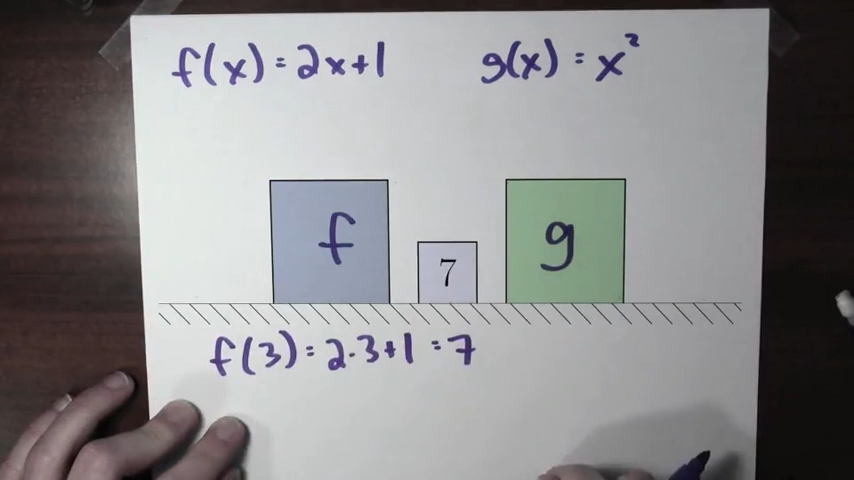 f(x) = 2x+1 g(x) = x²
f 7 g
f(3) = 2·3+1 = 7